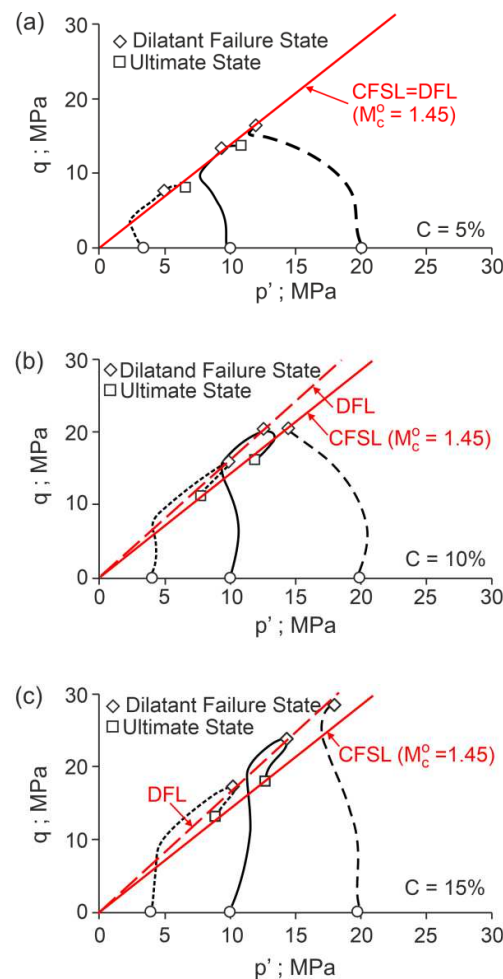 (a)
30
20
10
0
q ; MPa
Dilatant Failure State
Ultimate State
CFSL=DFL
(M_c^o = 1.45)
C = 5%
0 5 10 15 20 25 30
p' ; MPa
(b)
30
20
10
0
q ; MPa
Dilatand Failure State
Ultimate State
DFL
CFSL (M_c^o = 1.45)
C = 10%
0 5 10 15 20 25 30
p' ; MPa
(c)
30
20
10
0
q ; MPa
Dilatant Failure State
Ultimate State
DFL
CFSL (M_c^o =1.45)
C = 15%
0 5 10 15 20 25 30
p' ; MPa